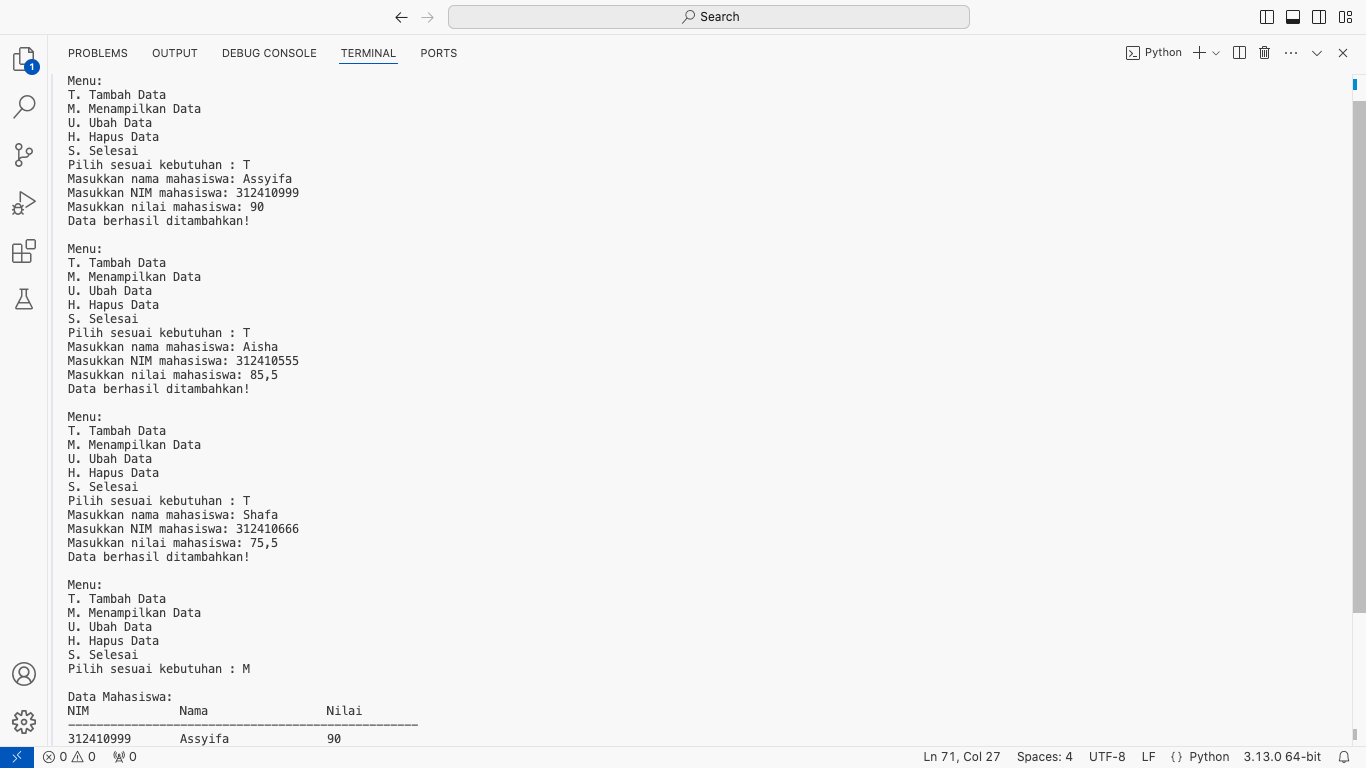 Search
PROBLEMS OUTPUT DEBUG CONSOLE TERMINAL PORTS
Python
1
Menu:
T. Tambah Data
M. Menampilkan Data
U. Ubah Data
H. Hapus Data
S. Selesai
Pilih sesuai kebutuhan : T
Masukkan nama mahasiswa: Assyifa
Masukkan NIM mahasiswa: 312410999
Masukkan nilai mahasiswa: 90
Data berhasil ditambahkan!
Menu:
T. Tambah Data
M. Menampilkan Data
U. Ubah Data
H. Hapus Data
S. Selesai
Pilih sesuai kebutuhan : T
Masukkan nama mahasiswa: Aisha
Masukkan NIM mahasiswa: 312410555
Masukkan nilai mahasiswa: 85,5
Data berhasil ditambahkan!
Menu:
T. Tambah Data
M. Menampilkan Data
U. Ubah Data
H. Hapus Data
S. Selesai
Pilih sesuai kebutuhan : T
Masukkan nama mahasiswa: Shafa
Masukkan NIM mahasiswa: 312410666
Masukkan nilai mahasiswa: 75,5
Data berhasil ditambahkan!
Menu:
T. Tambah Data
M. Menampilkan Data
U. Ubah Data
H. Hapus Data
S. Selesai
Pilih sesuai kebutuhan : M
Data Mahasiswa:
NIM Nama Nilai
--------------------------------------------------
312410999 Assyifa 90
0 0 0 Ln 71, Col 27 Spaces: 4 UTF-8 LF {} Python 3.13.0 64-bit